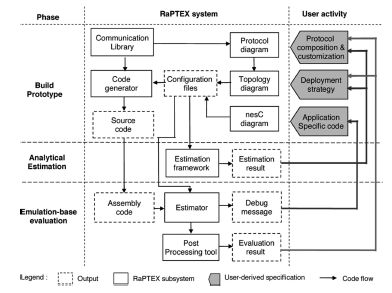 Phase
RaPTEX system
User activity
Communication
Library
Protocol
diagram
Protocol
composition &
customization
Build
Prototype
Code
generator
Configuration
files
Topology
diagram
Deployment
strategy
Source
code
nesC
diagram
Application
Specific code
Analytical
Estimation
Estimation
framework
Estimation
result
Emulation-base
evaluation
Assembly
code
Estimator
Debug
message
Post
Processing tool
Evaluation
result
Legend :
Output
RaPTEX subsystem
User-derived specification
Code flow